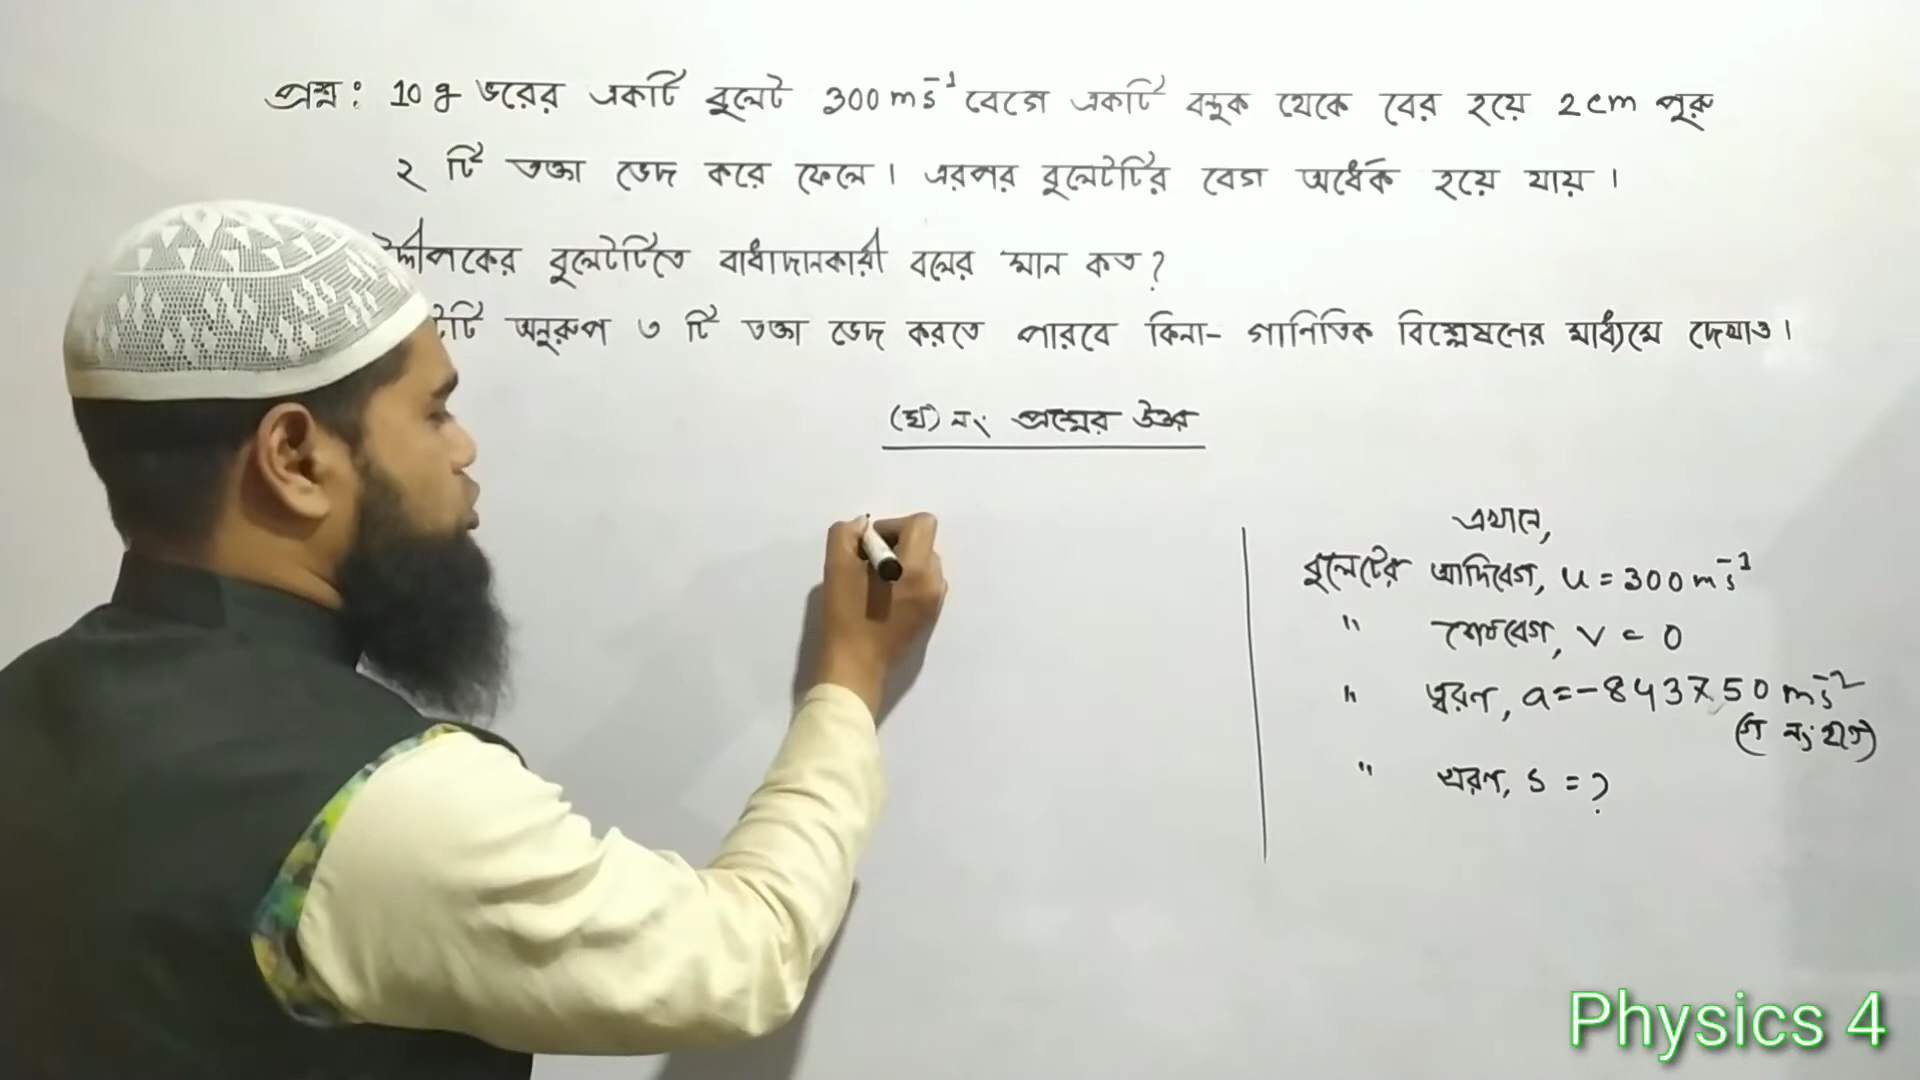 প্রশ্ন: 10 g ভরের একটি বুলেট 300 ms⁻¹ বেগে একটি বন্দুক থেকে বের হয়ে 2 cm পুরু
২ টি তক্তা ভেদ করে ফেলে। এরপর বুলেটটির বেগ অর্ধেক হয়ে যায়।
দ্দীপকের বুলেটটিতে বাধাদানকারী বলের মান কত?
টি অনুরুপ ৩ টি তক্তা ভেদ করতে পারবে কিনা- গাণিতিক বিশ্লেষনের মাধ্যমে দেখাও।
(ঘ) নং প্রশ্নের উত্তর
এখানে,
বুলেটের আদিবেগ, u = 300 ms⁻¹
" শেষবেগ, v = 0
" ত্বরণ, a = - 843750 ms⁻²
(গ নং হতে)
" সরণ, s = ?
Physics 4